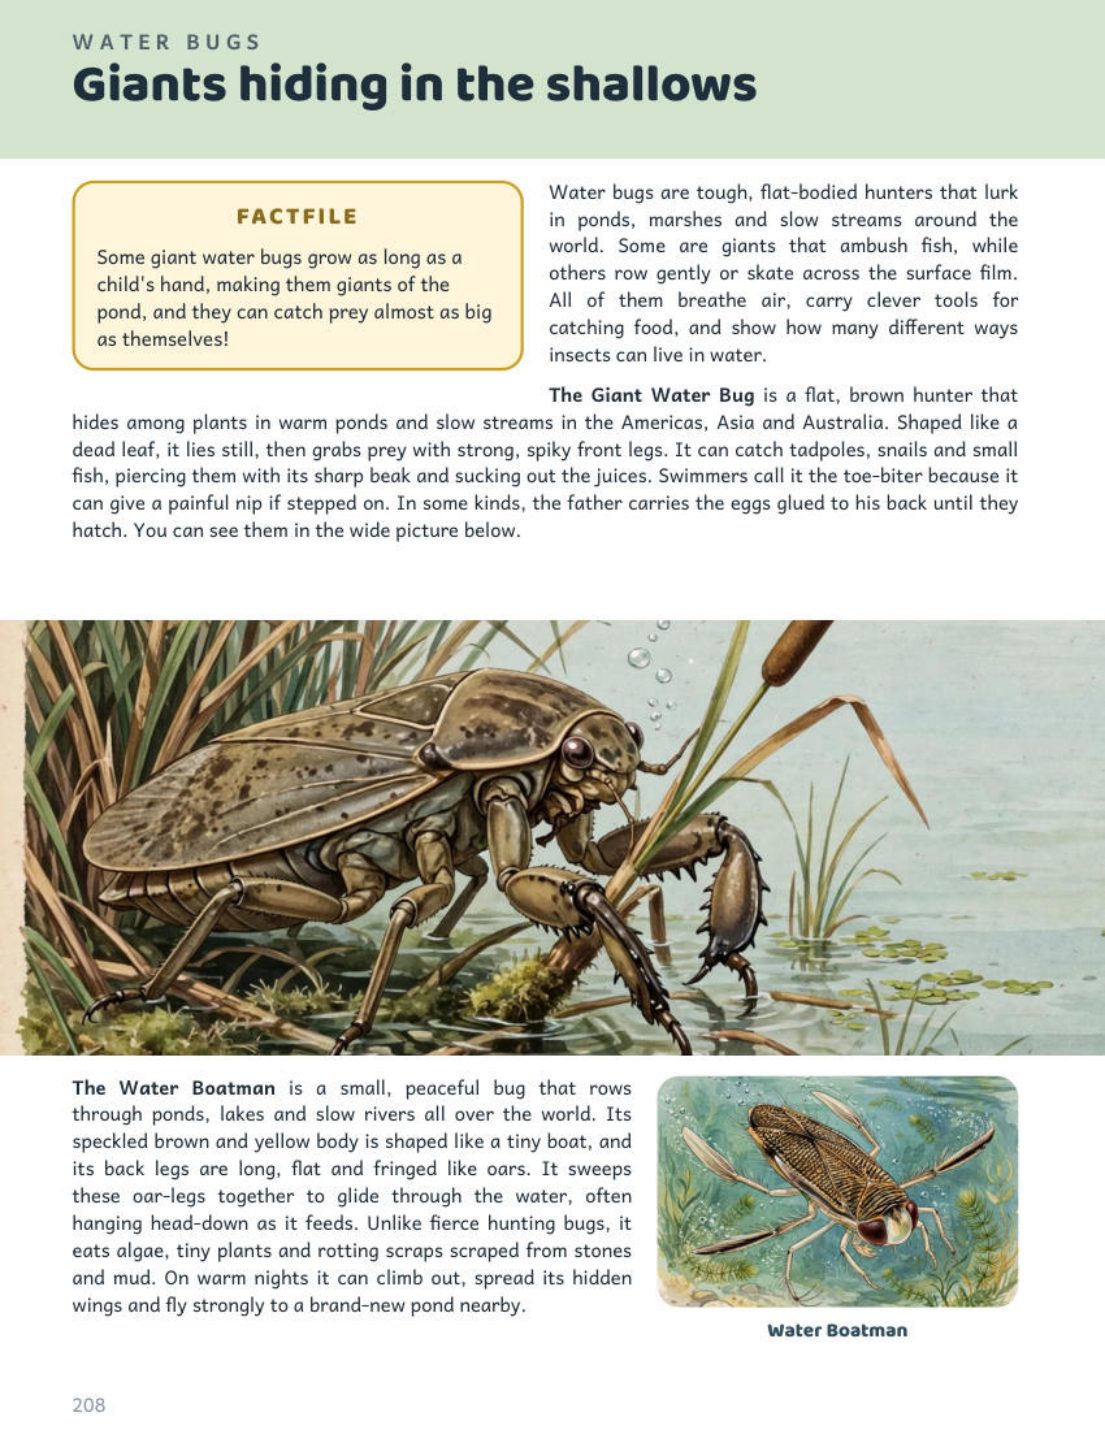 WATER BUGS
Giants hiding in the shallows
FACTFILE
Some giant water bugs grow as long as a
child's hand, making them giants of the
pond, and they can catch prey almost as big
as themselves!
Water bugs are tough, flat-bodied hunters that lurk
in ponds, marshes and slow streams around the
world. Some are giants that ambush fish, while
others row gently or skate across the surface film.
All of them breathe air, carry clever tools for
catching food, and show how many different ways
insects can live in water.
The Giant Water Bug is a flat, brown hunter that
hides among plants in warm ponds and slow streams in the Americas, Asia and Australia. Shaped like a
dead leaf, it lies still, then grabs prey with strong, spiky front legs. It can catch tadpoles, snails and small
fish, piercing them with its sharp beak and sucking out the juices. Swimmers call it the toe-biter because it
can give a painful nip if stepped on. In some kinds, the father carries the eggs glued to his back until they
hatch. You can see them in the wide picture below.
The Water Boatman is a small, peaceful bug that rows
through ponds, lakes and slow rivers all over the world. Its
speckled brown and yellow body is shaped like a tiny boat, and
its back legs are long, flat and fringed like oars. It sweeps
these oar-legs together to glide through the water, often
hanging head-down as it feeds. Unlike fierce hunting bugs, it
eats algae, tiny plants and rotting scraps scraped from stones
and mud. On warm nights it can climb out, spread its hidden
wings and fly strongly to a brand-new pond nearby.
Water Boatman
208